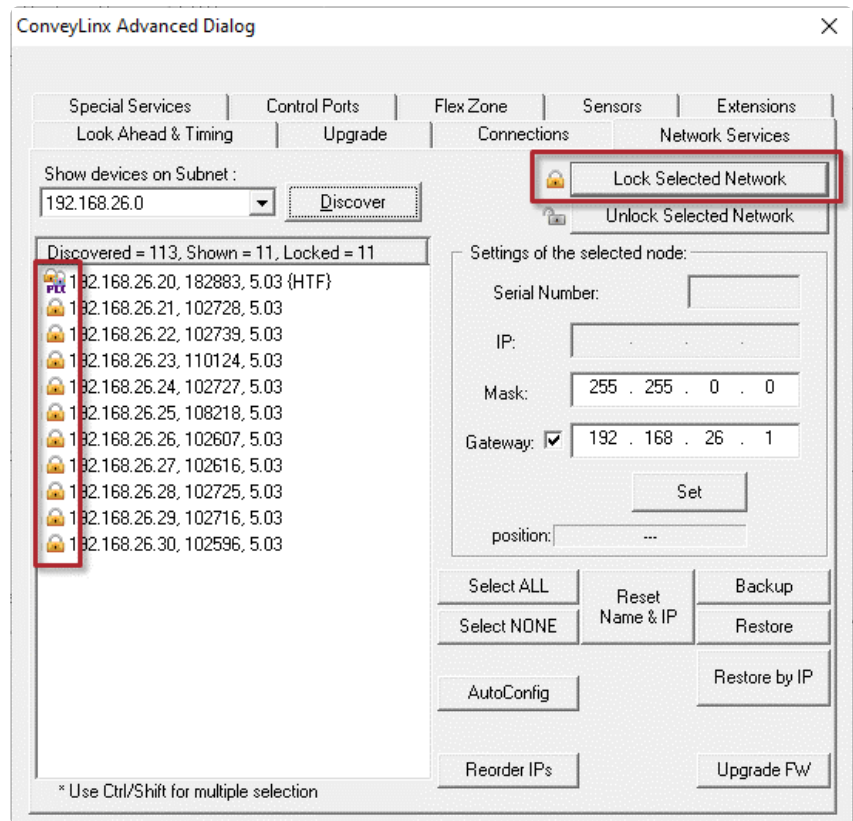 ConveyLinx Advanced Dialog
Special Services Control Ports Flex Zone Sensors Extensions
Look Ahead & Timing Upgrade Connections Network Services
Show devices on Subnet :
192.168.26.0 Discover
Lock Selected Network
Unlock Selected Network
Discovered = 113, Shown = 11, Locked = 11
PLC 192.168.26.20, 182883, 5.03 {HTF}
192.168.26.21, 102728, 5.03
192.168.26.22, 102739, 5.03
192.168.26.23, 110124, 5.03
192.168.26.24, 102727, 5.03
192.168.26.25, 108218, 5.03
192.168.26.26, 102607, 5.03
192.168.26.27, 102616, 5.03
192.168.26.28, 102725, 5.03
192.168.26.29, 102716, 5.03
192.168.26.30, 102596, 5.03
* Use Ctrl/Shift for multiple selection
Settings of the selected node:
Serial Number:
IP: . . .
Mask: 255 . 255 . 0 . 0
Gateway: 192 . 168 . 26 . 1
Set
position: ---
Select ALL
Select NONE
Reset
Name & IP
Backup
Restore
AutoConfig
Restore by IP
Reorder IPs
Upgrade FW